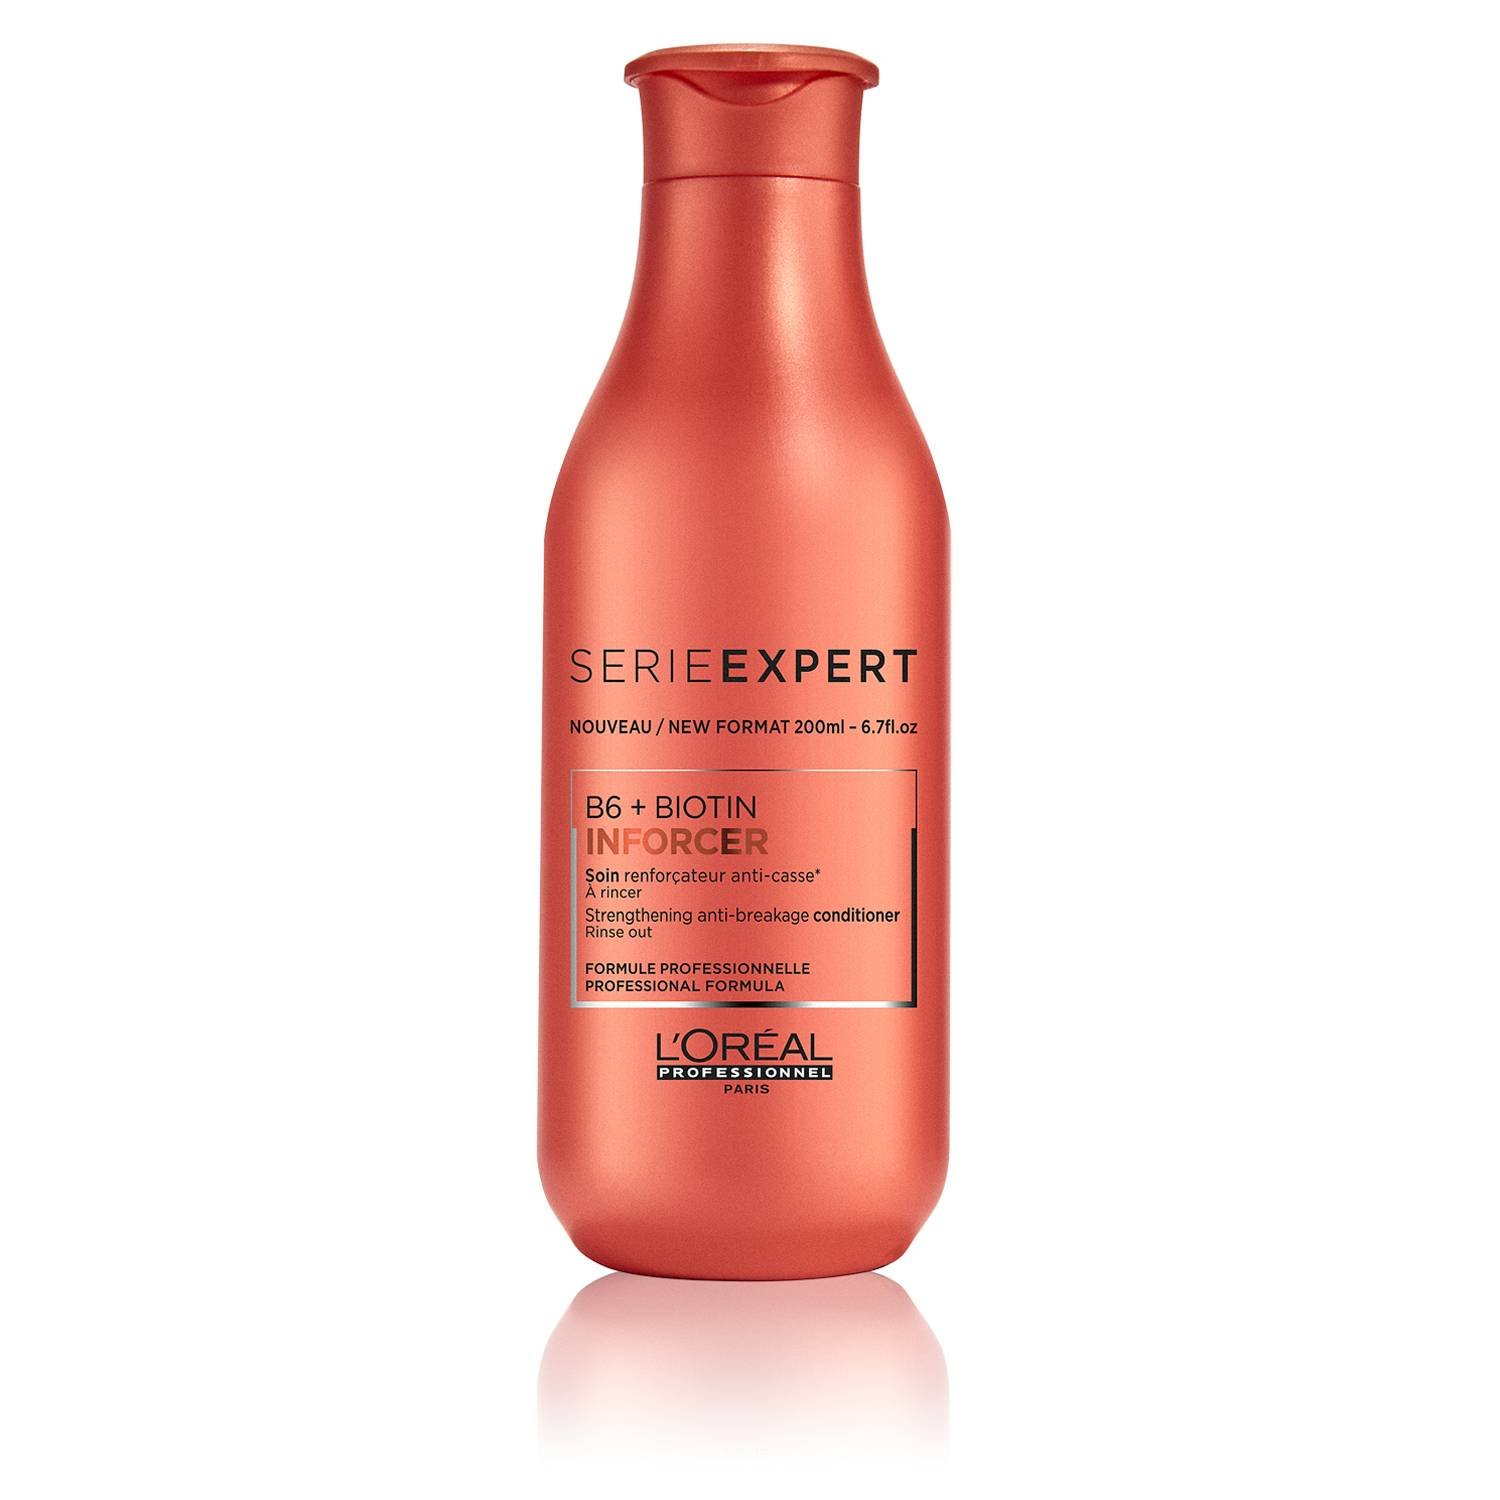 SERIEEXPERT
NOUVEAU / NEW FORMAT 200ml - 6.7fl.oz
B6 + BIOTIN
INFORCER
Soin renforçateur anti-casse*
À rincer
Strengthening anti-breakage conditioner
Rinse out
FORMULE PROFESSIONNELLE
PROFESSIONAL FORMULA
L'ORÉAL
PROFESSIONNEL
PARIS